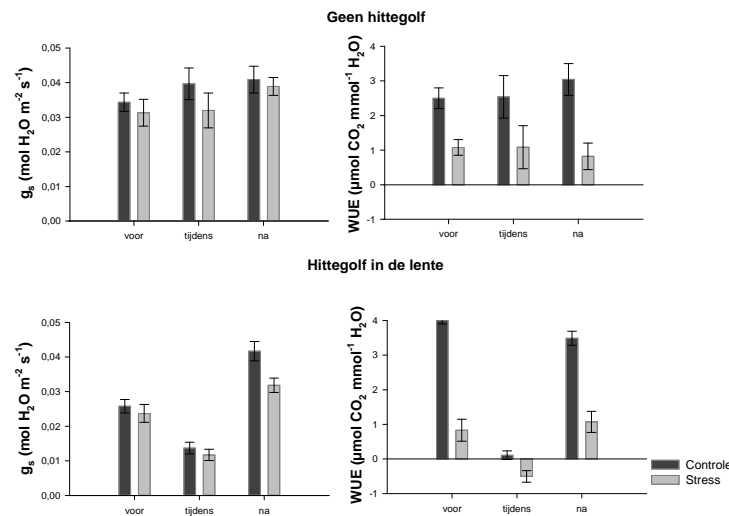 Geen hittegolf
0,05
0,04
0,03
0,02
0,01
0,00
gs (mol H2O m-2 s-1)
voor tijdens na
4
3
2
1
0
-1
WUE (µmol CO2 mmol-1 H2O)
voor tijdens na
Hittegolf in de lente
0,05
0,04
0,03
0,02
0,01
0,00
gs (mol H2O m-2 s-1)
voor tijdens na
4
3
2
1
0
-1
WUE (µmol CO2 mmol-1 H2O)
voor tijdens na
Controle
Stress